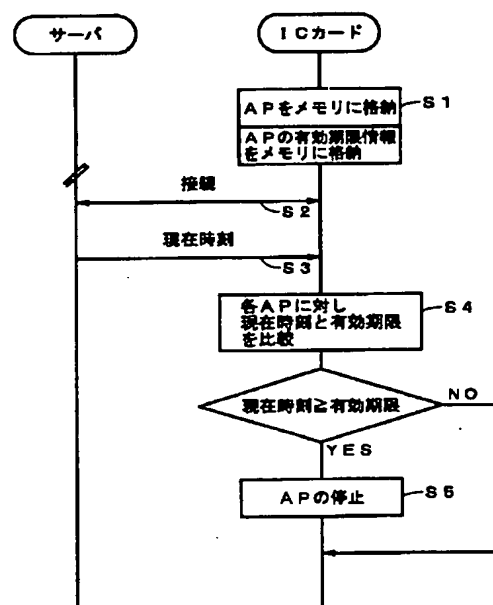 サーバ
ICカード
APをメモリに格納
S1
APの有効期限情報
をメモリに格納
接続
S2
現在時刻
S3
各APに対し
現在時刻と有効期限
を比較
S4
現在時刻≧有効期限
NO
YES
APの停止
S5